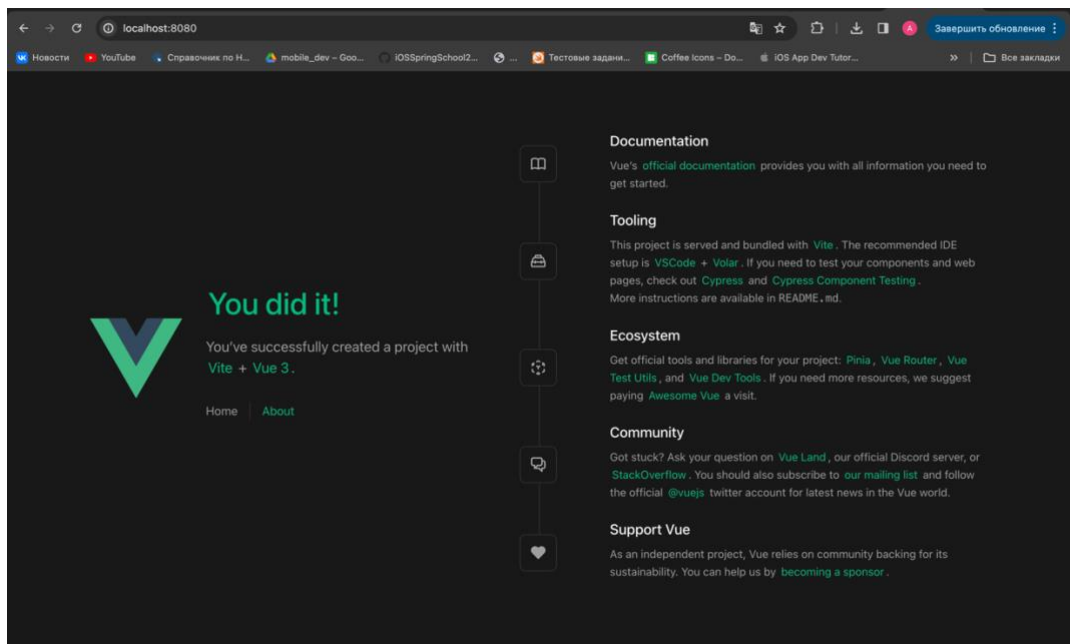 localhost:8080
Завершить обновление
Новости YouTube Справочник по Н... mobile_dev – Goo... iOSSpringSchool2... ... Тестовые задани... Coffee Icons – Do... iOS App Dev Tutor... » Все закладки
You did it!
You've successfully created a project with
Vite + Vue 3.
Home About
Documentation
Vue's official documentation provides you with all information you need to
get started.
Tooling
This project is served and bundled with Vite. The recommended IDE
setup is VSCode + Volar. If you need to test your components and web
pages, check out Cypress and Cypress Component Testing.
More instructions are available in README.md.
Ecosystem
Get official tools and libraries for your project: Pinia, Vue Router, Vue
Test Utils, and Vue Dev Tools. If you need more resources, we suggest
paying Awesome Vue a visit.
Community
Got stuck? Ask your question on Vue Land, our official Discord server, or
StackOverflow. You should also subscribe to our mailing list and follow
the official @vuejs twitter account for latest news in the Vue world.
Support Vue
As an independent project, Vue relies on community backing for its
sustainability. You can help us by becoming a sponsor.